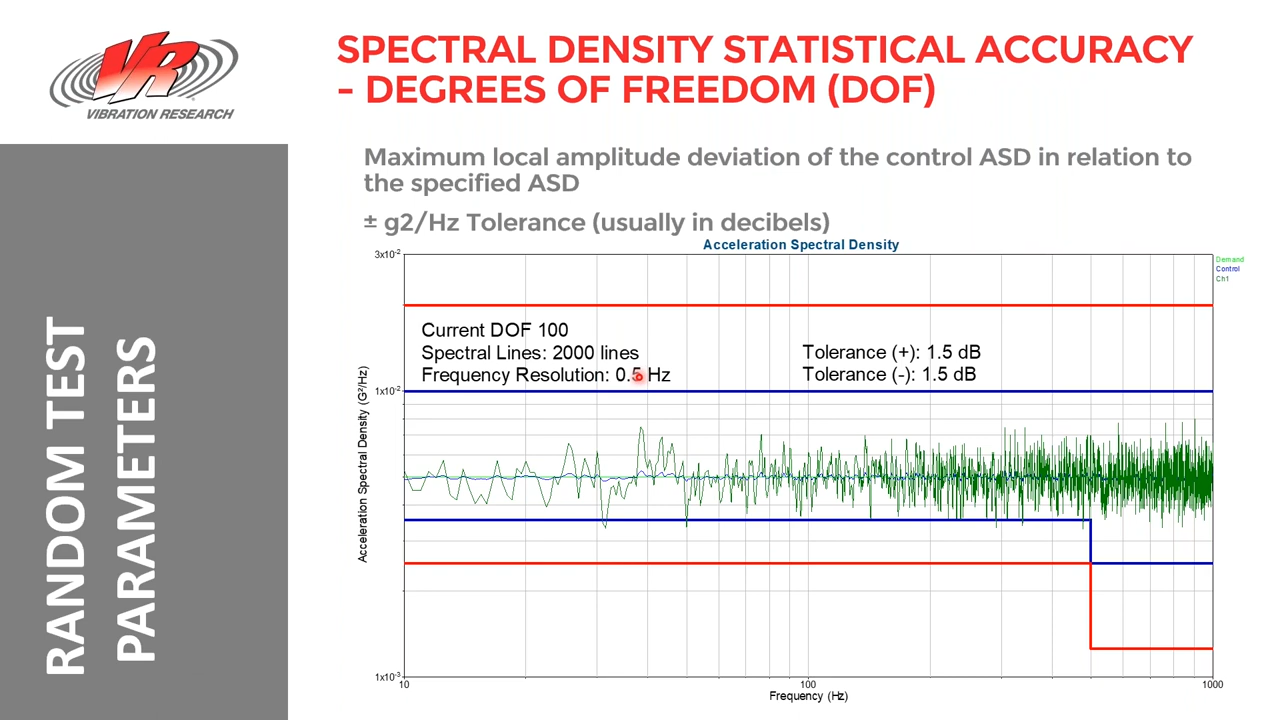 VR
VIBRATION RESEARCH
RANDOM TEST
PARAMETERS
SPECTRAL DENSITY STATISTICAL ACCURACY
- DEGREES OF FREEDOM (DOF)
Maximum local amplitude deviation of the control ASD in relation to
the specified ASD
± g2/Hz Tolerance (usually in decibels)
Acceleration Spectral Density
Demand
Control
Ch1
Current DOF 100
Spectral Lines: 2000 lines
Frequency Resolution: 0.5 Hz
Tolerance (+): 1.5 dB
Tolerance (-): 1.5 dB
Acceleration Spectral Density (G²/Hz)
3x10⁻²
1x10⁻²
1x10⁻³
10
100
1000
Frequency (Hz)